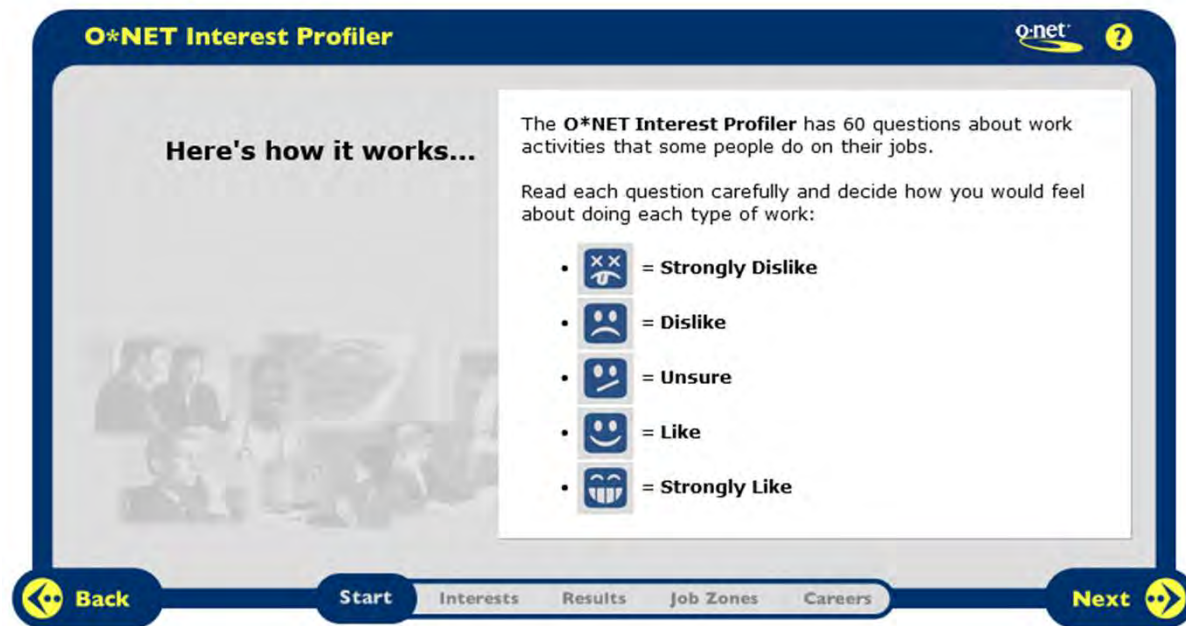 O*NET Interest Profiler
o·net
?
Here's how it works...
The O*NET Interest Profiler has 60 questions about work
activities that some people do on their jobs.
Read each question carefully and decide how you would feel
about doing each type of work:
• = Strongly Dislike
• = Dislike
• = Unsure
• = Like
• = Strongly Like
Back
Start Interests Results Job Zones Careers
Next